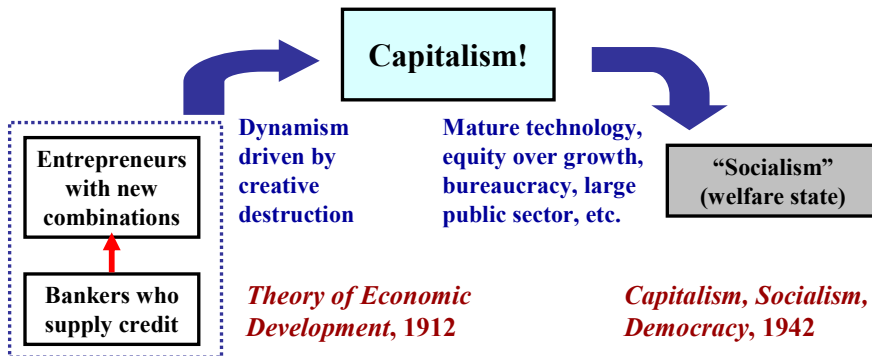 Capitalism!
Entrepreneurs
with new
combinations
Bankers who
supply credit
Dynamism
driven by
creative
destruction
Mature technology,
equity over growth,
bureaucracy, large
public sector, etc.
“Socialism”
(welfare state)
Theory of Economic
Development, 1912
Capitalism, Socialism,
Democracy, 1942